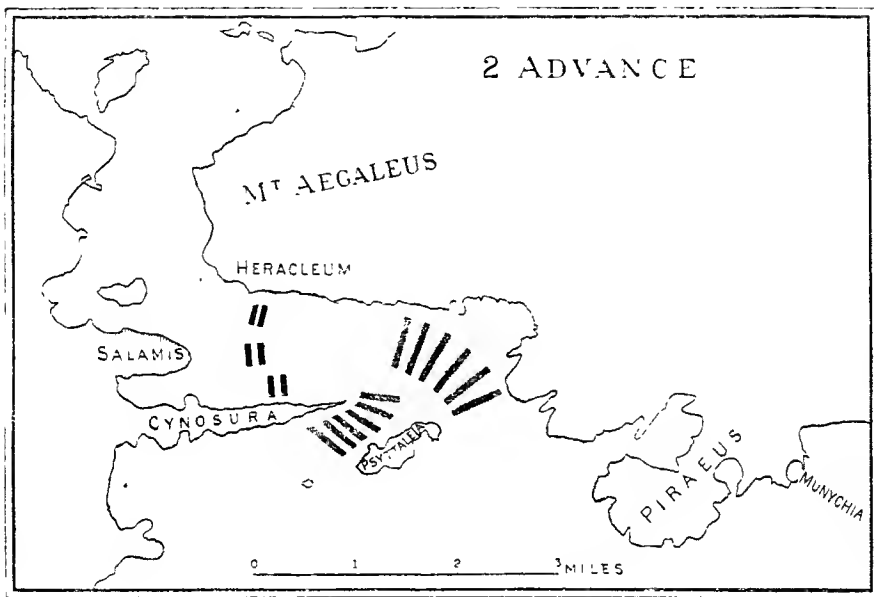 2 ADVANCE
Mᵀ AEGALEUS
HERACLEUM
SALAMIS
CYNOSURA
PSYTTALEIA
PIRAEUS
MUNYCHIA
0 1 2 3 MILES